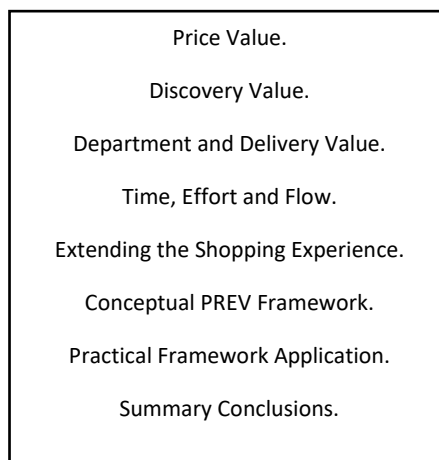 Price Value.
Discovery Value.
Department and Delivery Value.
Time, Effort and Flow.
Extending the Shopping Experience.
Conceptual PREV Framework.
Practical Framework Application.
Summary Conclusions.